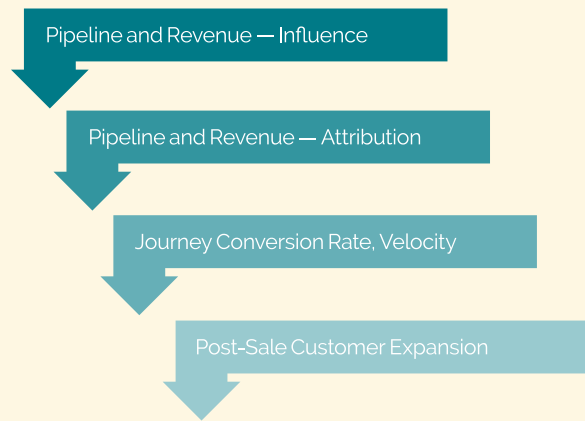 Pipeline and Revenue — Influence
Pipeline and Revenue — Attribution
Journey Conversion Rate, Velocity
Post-Sale Customer Expansion